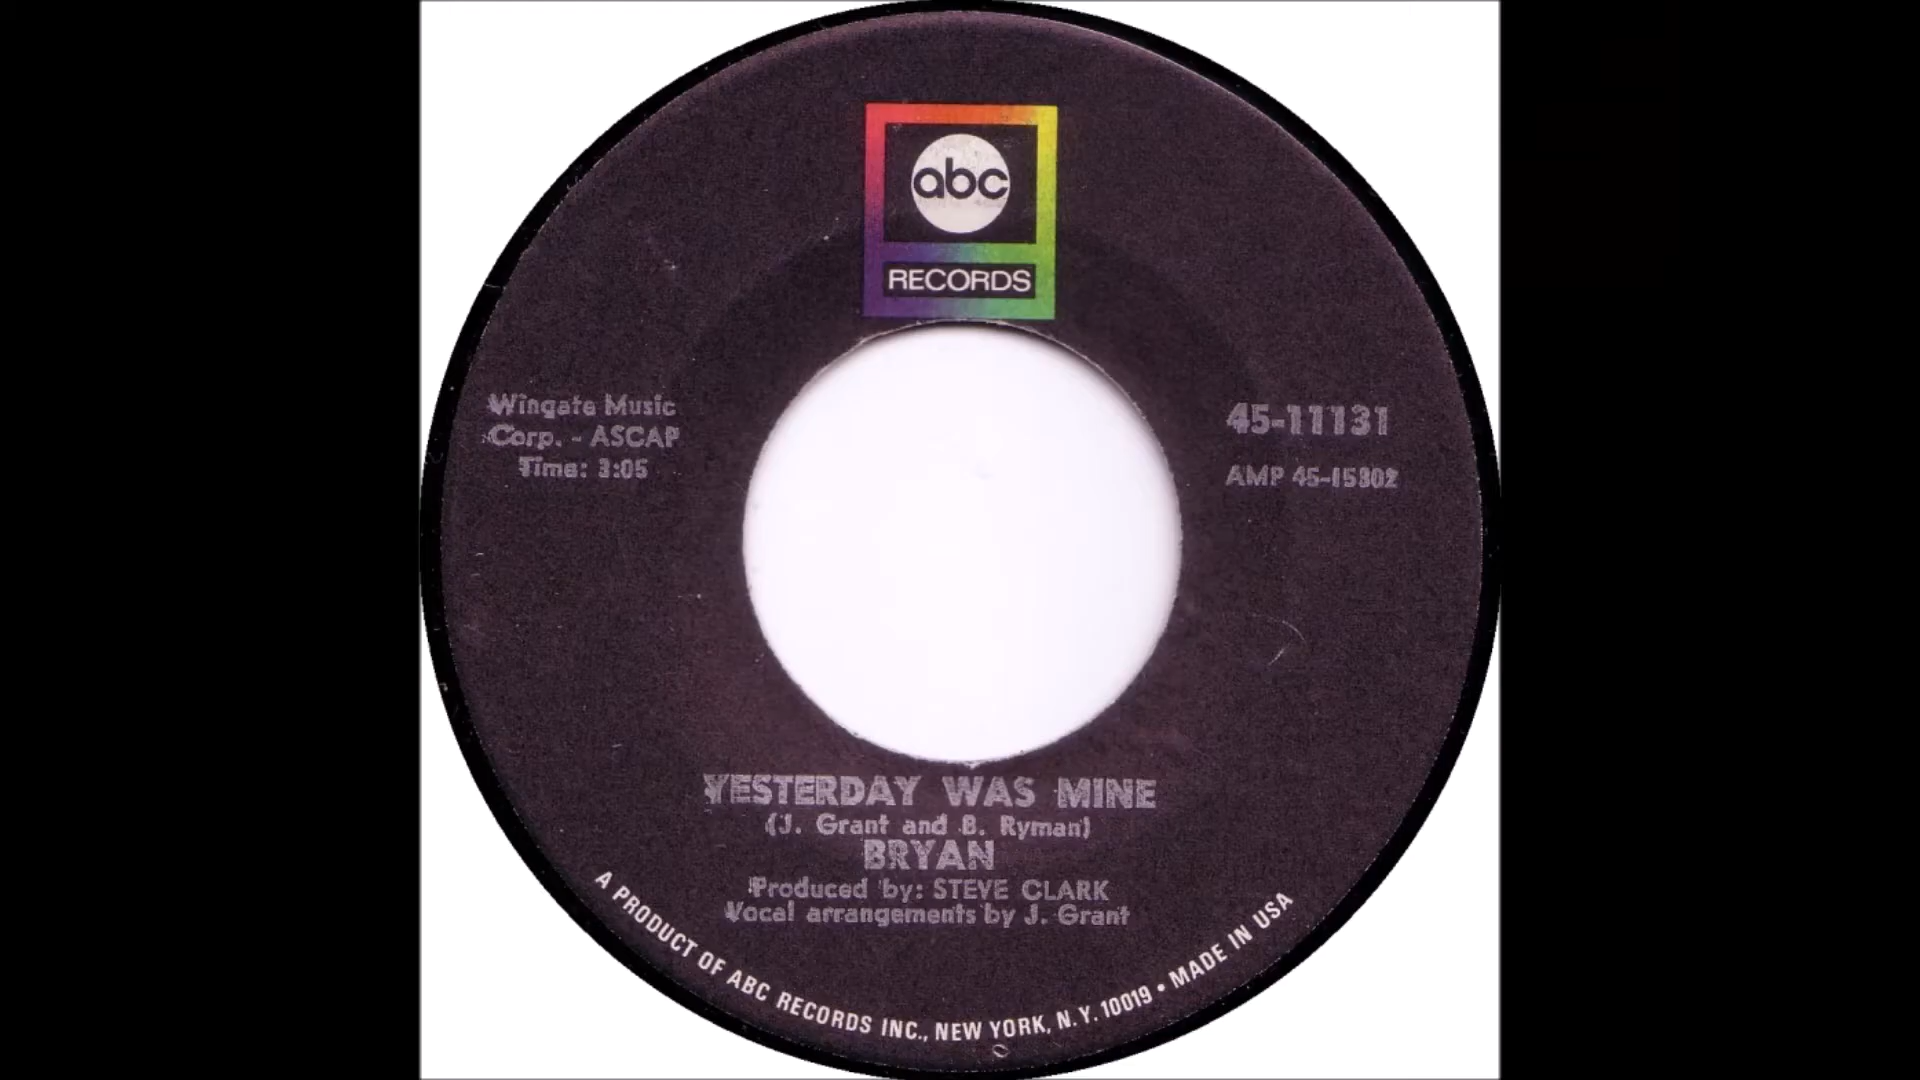 abc
RECORDS
Wingate Music
Corp. - ASCAP
Time: 3:05
45-11131
AMP 45-15302
YESTERDAY WAS MINE
(J. Grant and B. Ryman)
BRYAN
Produced by: STEVE CLARK
Vocal arrangements by J. Grant
A PRODUCT OF ABC RECORDS INC., NEW YORK, N.Y. 10019 • MADE IN USA